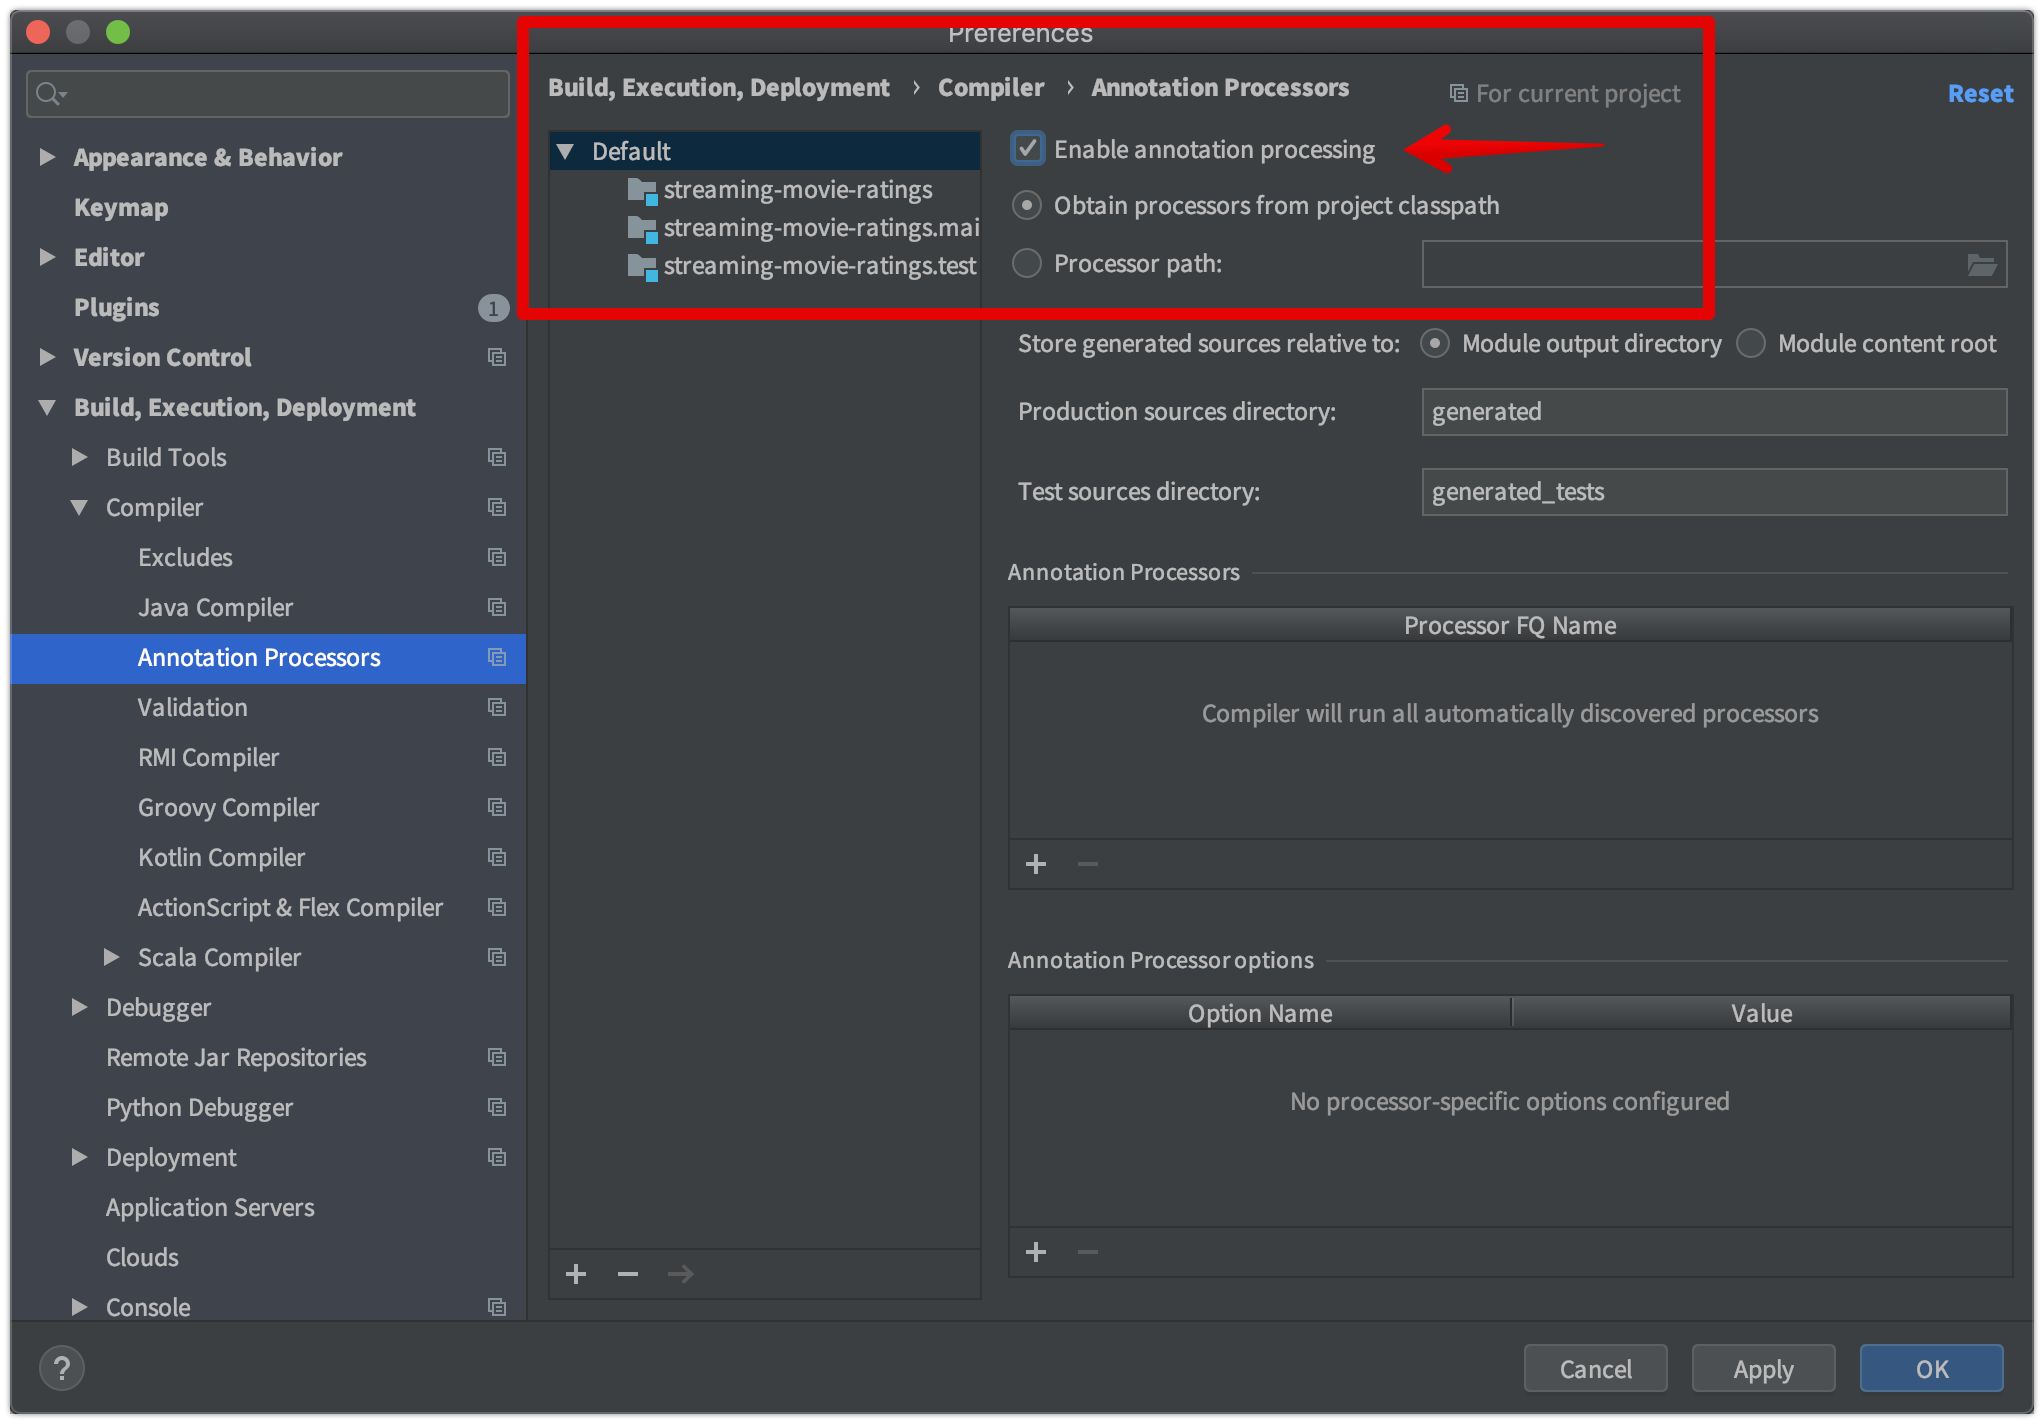 Preferences
Build, Execution, Deployment › Compiler › Annotation Processors
For current project
Reset
Appearance & Behavior
Keymap
Editor
Plugins
1
Version Control
Build, Execution, Deployment
Build Tools
Compiler
Excludes
Java Compiler
Annotation Processors
Validation
RMI Compiler
Groovy Compiler
Kotlin Compiler
ActionScript & Flex Compiler
Scala Compiler
Debugger
Remote Jar Repositories
Python Debugger
Deployment
Application Servers
Clouds
Console
Default
streaming-movie-ratings
streaming-movie-ratings.mai
streaming-movie-ratings.test
Enable annotation processing
Obtain processors from project classpath
Processor path:
Store generated sources relative to: Module output directory Module content root
Production sources directory: generated
Test sources directory: generated_tests
Annotation Processors
Processor FQ Name
Compiler will run all automatically discovered processors
Annotation Processor options
Option Name Value
No processor-specific options configured
?
Cancel Apply OK